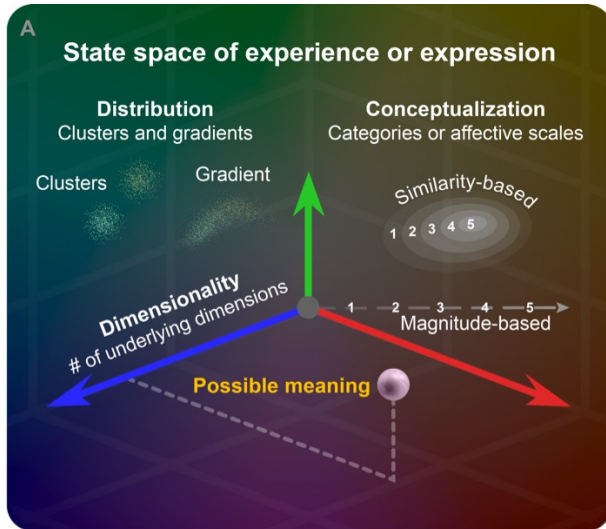 A
State space of experience or expression
Distribution
Clusters and gradients
Conceptualization
Categories or affective scales
Clusters
Gradient
Similarity-based
1 2 3 4 5
Dimensionality
# of underlying dimensions
1 2 3 4 5
Magnitude-based
Possible meaning